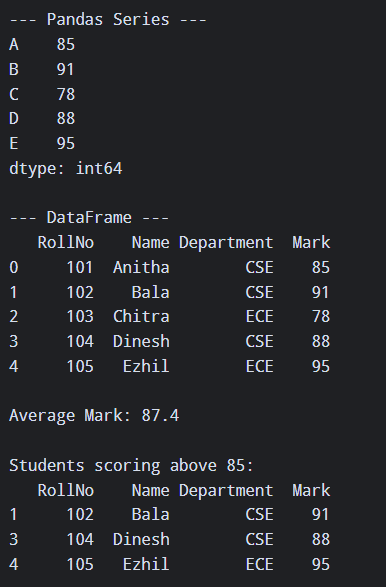 --- Pandas Series ---
A    85
B    91
C    78
D    88
E    95
dtype: int64

--- DataFrame ---
   RollNo     Name Department  Mark
0     101   Anitha        CSE    85
1     102     Bala        CSE    91
2     103  Chitra        ECE    78
3     104   Dinesh        CSE    88
4     105    Ezhil        ECE    95

Average Mark: 87.4

Students scoring above 85:
   RollNo     Name Department  Mark
1     102     Bala        CSE    91
3     104   Dinesh        CSE    88
4     105    Ezhil        ECE    95